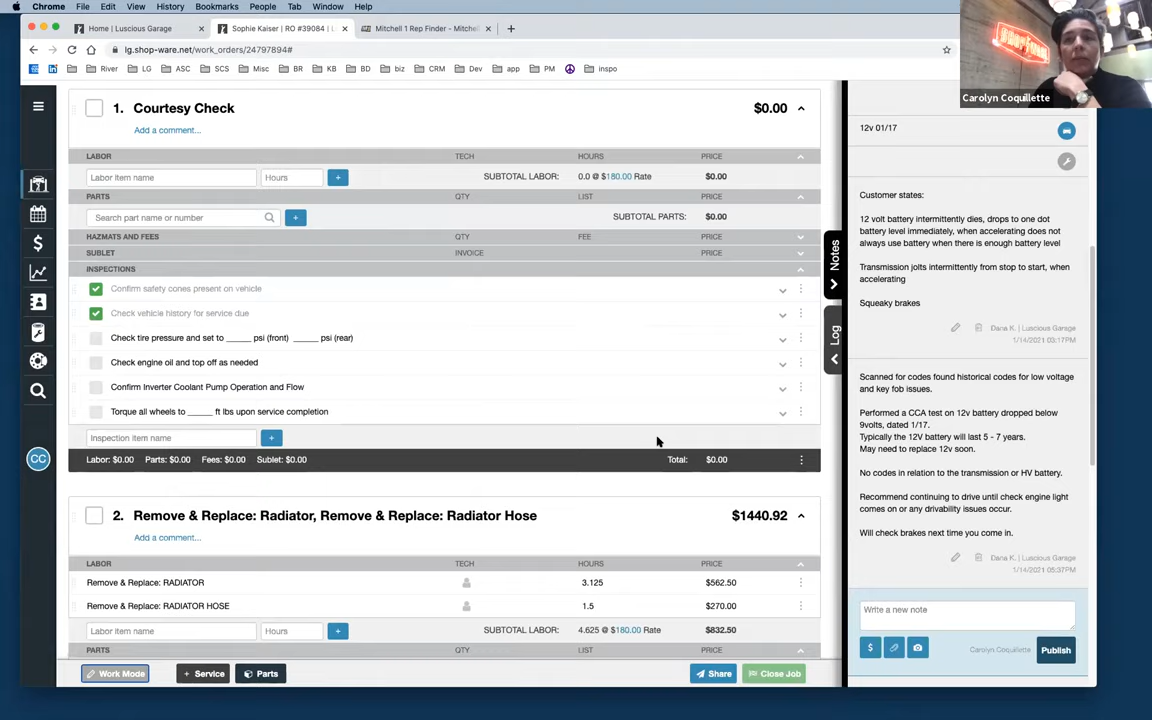 Chrome File Edit View History Bookmarks People Tab Window Help
Home | Luscious Garage
Sophie Kaiser | RO #39084 | L
Mitchell 1 Rep Finder - Mitche
lg.shop-ware.net/work_orders/24797894#
River LG ASC SCS Misc BR KB BD biz CRM Dev app PM inspo
Carolyn Coquillette
1. Courtesy Check $0.00
Add a comment...
LABOR TECH HOURS PRICE
Labor item name Hours + SUBTOTAL LABOR: 0.0 @ $180.00 Rate $0.00
PARTS QTY LIST PRICE
Search part name or number + SUBTOTAL PARTS: $0.00
HAZMATS AND FEES QTY FEE PRICE
SUBLET INVOICE PRICE
INSPECTIONS
Confirm safety cones present on vehicle
Check vehicle history for service due
Check tire pressure and set to _____ psi (front) _____ psi (rear)
Check engine oil and top off as needed
Confirm Inverter Coolant Pump Operation and Flow
Torque all wheels to _____ ft lbs upon service completion
Inspection item name +
Labor: $0.00 Parts: $0.00 Fees: $0.00 Sublet: $0.00 Total: $0.00
2. Remove & Replace: Radiator, Remove & Replace: Radiator Hose $1440.92
Add a comment...
LABOR TECH HOURS PRICE
Remove & Replace: RADIATOR 3.125 $562.50
Remove & Replace: RADIATOR HOSE 1.5 $270.00
Labor item name Hours + SUBTOTAL LABOR: 4.625 @ $180.00 Rate $832.50
PARTS QTY LIST PRICE
Work Mode + Service Parts Share Close Job
CC
Notes
Log
12v 01/17
Customer states:
12 volt battery intermittently dies, drops to one dot
battery level immediately, when accelerating does not
always use battery when there is enough battery level
Transmission jolts intermittently from stop to start, when
accelerating
Squeaky brakes
Dana K. | Luscious Garage
1/14/2021 03:17PM
Scanned for codes found historical codes for low voltage
and key fob issues.
Performed a CCA test on 12v battery dropped below
9volts, dated 1/17.
Typically the 12V battery will last 5 - 7 years.
May need to replace 12v soon.
No codes in relation to the transmission or HV battery.
Recommend continuing to drive until check engine light
comes on or any drivability issues occur.
Will check brakes next time you come in.
Dana K. | Luscious Garage
1/14/2021 05:37PM
Write a new note
$ Carolyn Coquillette Publish